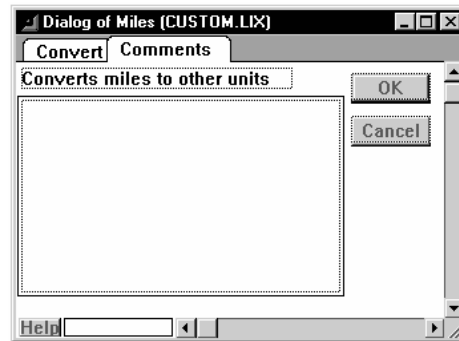 Dialog of Miles (CUSTOM.LIX)
Convert Comments
Converts miles to other units
OK
Cancel
Help